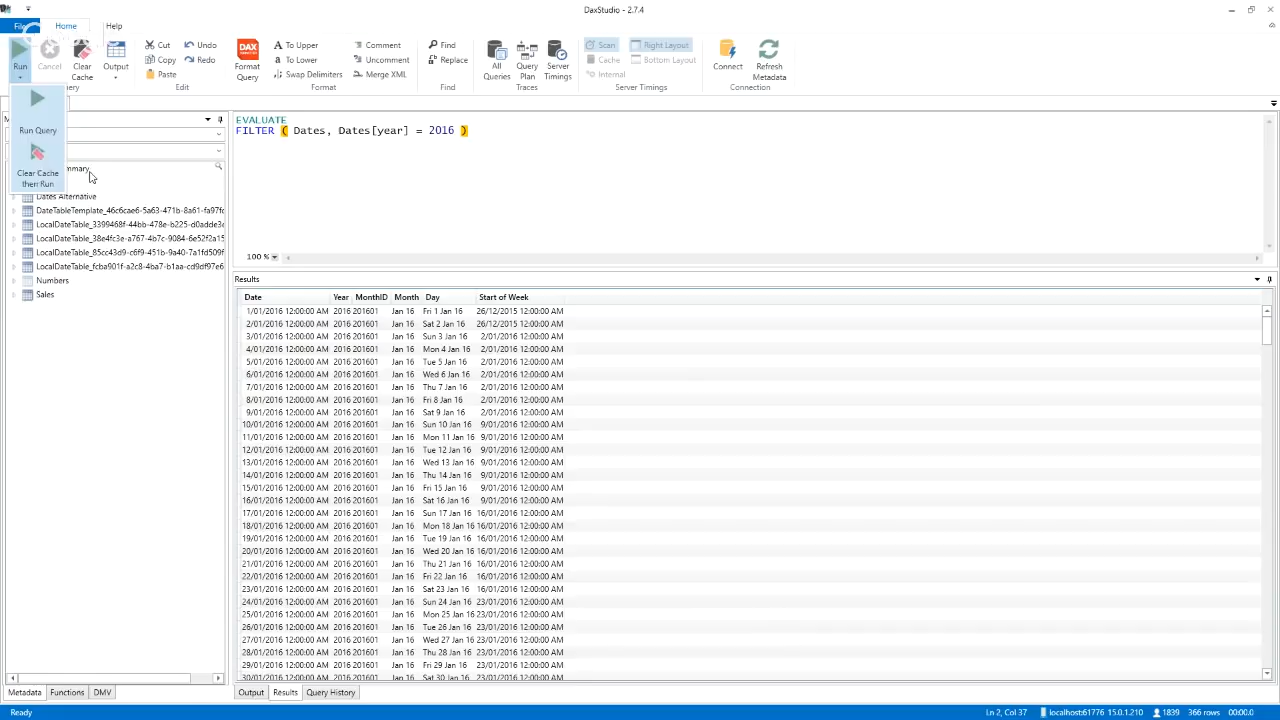 DaxStudio - 2.7.4
File Home Help
Run Cancel Clear Cache Output
Cut Copy Paste Undo Redo
Edit
Format Query To Upper To Lower Swap Delimiters Comment Uncomment Merge XML
Format
Find Replace
Find
All Queries Query Plan Server Timings
Traces
Scan Cache Internal Right Layout Bottom Layout
Server Timings
Connect Refresh Metadata
Connection
Run Query
Clear Cache then Run
Dates Alternative
DateTableTemplate_46c6cae6-5a63-471b-8a61-fa97fc
LocalDateTable_3399468f-44bb-478e-b225-d0adde3e
LocalDateTable_38e4fc3e-a767-4b7c-9084-6e52f2a15
LocalDateTable_85cc43d9-c6f9-451b-9a40-7a1fd509f
LocalDateTable_fcba901f-a2c8-4ba7-b1aa-cd9df97e6
Numbers
Sales
EVALUATE
FILTER ( Dates, Dates[year] = 2016 )
100 %
Results
Date Year MonthID Month Day Start of Week
1/01/2016 12:00:00 AM 2016 201601 Jan 16 Fri 1 Jan 16 26/12/2015 12:00:00 AM
2/01/2016 12:00:00 AM 2016 201601 Jan 16 Sat 2 Jan 16 26/12/2015 12:00:00 AM
3/01/2016 12:00:00 AM 2016 201601 Jan 16 Sun 3 Jan 16 2/01/2016 12:00:00 AM
4/01/2016 12:00:00 AM 2016 201601 Jan 16 Mon 4 Jan 16 2/01/2016 12:00:00 AM
5/01/2016 12:00:00 AM 2016 201601 Jan 16 Tue 5 Jan 16 2/01/2016 12:00:00 AM
6/01/2016 12:00:00 AM 2016 201601 Jan 16 Wed 6 Jan 16 2/01/2016 12:00:00 AM
7/01/2016 12:00:00 AM 2016 201601 Jan 16 Thu 7 Jan 16 2/01/2016 12:00:00 AM
8/01/2016 12:00:00 AM 2016 201601 Jan 16 Fri 8 Jan 16 2/01/2016 12:00:00 AM
9/01/2016 12:00:00 AM 2016 201601 Jan 16 Sat 9 Jan 16 2/01/2016 12:00:00 AM
10/01/2016 12:00:00 AM 2016 201601 Jan 16 Sun 10 Jan 16 9/01/2016 12:00:00 AM
11/01/2016 12:00:00 AM 2016 201601 Jan 16 Mon 11 Jan 16 9/01/2016 12:00:00 AM
12/01/2016 12:00:00 AM 2016 201601 Jan 16 Tue 12 Jan 16 9/01/2016 12:00:00 AM
13/01/2016 12:00:00 AM 2016 201601 Jan 16 Wed 13 Jan 16 9/01/2016 12:00:00 AM
14/01/2016 12:00:00 AM 2016 201601 Jan 16 Thu 14 Jan 16 9/01/2016 12:00:00 AM
15/01/2016 12:00:00 AM 2016 201601 Jan 16 Fri 15 Jan 16 9/01/2016 12:00:00 AM
16/01/2016 12:00:00 AM 2016 201601 Jan 16 Sat 16 Jan 16 9/01/2016 12:00:00 AM
17/01/2016 12:00:00 AM 2016 201601 Jan 16 Sun 17 Jan 16 16/01/2016 12:00:00 AM
18/01/2016 12:00:00 AM 2016 201601 Jan 16 Mon 18 Jan 16 16/01/2016 12:00:00 AM
19/01/2016 12:00:00 AM 2016 201601 Jan 16 Tue 19 Jan 16 16/01/2016 12:00:00 AM
20/01/2016 12:00:00 AM 2016 201601 Jan 16 Wed 20 Jan 16 16/01/2016 12:00:00 AM
21/01/2016 12:00:00 AM 2016 201601 Jan 16 Thu 21 Jan 16 16/01/2016 12:00:00 AM
22/01/2016 12:00:00 AM 2016 201601 Jan 16 Fri 22 Jan 16 16/01/2016 12:00:00 AM
23/01/2016 12:00:00 AM 2016 201601 Jan 16 Sat 23 Jan 16 16/01/2016 12:00:00 AM
24/01/2016 12:00:00 AM 2016 201601 Jan 16 Sun 24 Jan 16 23/01/2016 12:00:00 AM
25/01/2016 12:00:00 AM 2016 201601 Jan 16 Mon 25 Jan 16 23/01/2016 12:00:00 AM
26/01/2016 12:00:00 AM 2016 201601 Jan 16 Tue 26 Jan 16 23/01/2016 12:00:00 AM
27/01/2016 12:00:00 AM 2016 201601 Jan 16 Wed 27 Jan 16 23/01/2016 12:00:00 AM
28/01/2016 12:00:00 AM 2016 201601 Jan 16 Thu 28 Jan 16 23/01/2016 12:00:00 AM
29/01/2016 12:00:00 AM 2016 201601 Jan 16 Fri 29 Jan 16 23/01/2016 12:00:00 AM
30/01/2016 12:00:00 AM 2016 201601 Jan 16 Sat 30 Jan 16 23/01/2016 12:00:00 AM
Metadata Functions DMV
Output Results Query History
Ready Ln 2, Col 37 localhost:61776 15.0.1.210 1839 366 rows 00:00.0